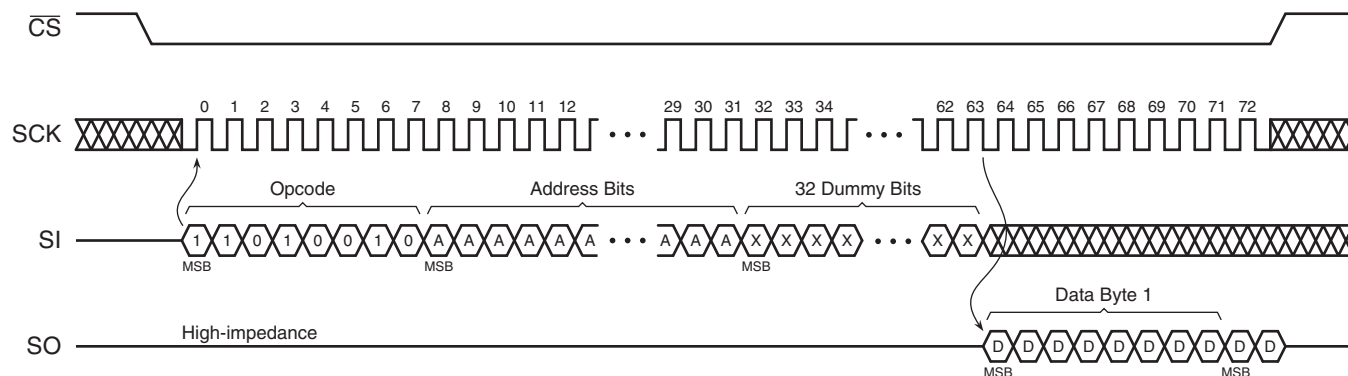 CS
0 1 2 3 4 5 6 7 8 9 10 11 12 29 30 31 32 33 34 62 63 64 65 66 67 68 69 70 71 72
SCK
Opcode Address Bits 32 Dummy Bits
SI 1 1 0 1 0 0 1 0 A A A A A A A A A X X X X X X
MSB MSB MSB
Data Byte 1
High-impedance
SO D D D D D D D D D D
MSB MSB